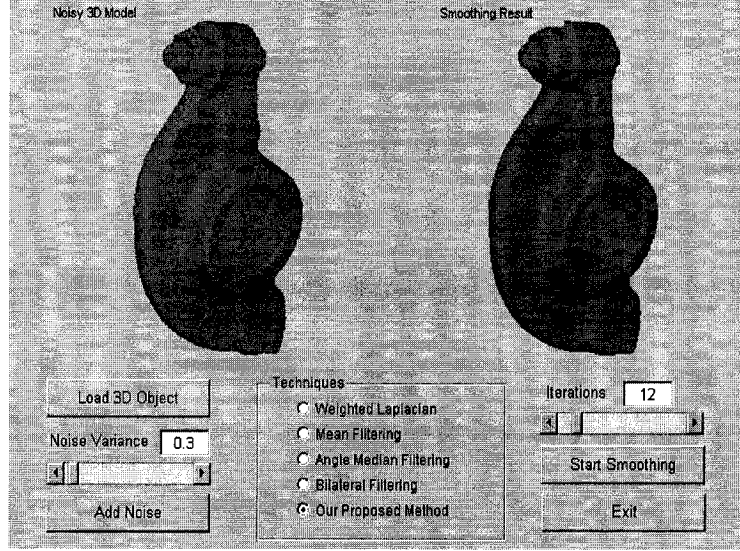 Noisy 3D Model
Smoothing Result
Load 3D Object
Noise Variance 0.3
Add Noise
Techniques
Weighted Laplacian
Mean Filtering
Angle Median Filtering
Bilateral Filtering
Our Proposed Method
Iterations 12
Start Smoothing
Exit